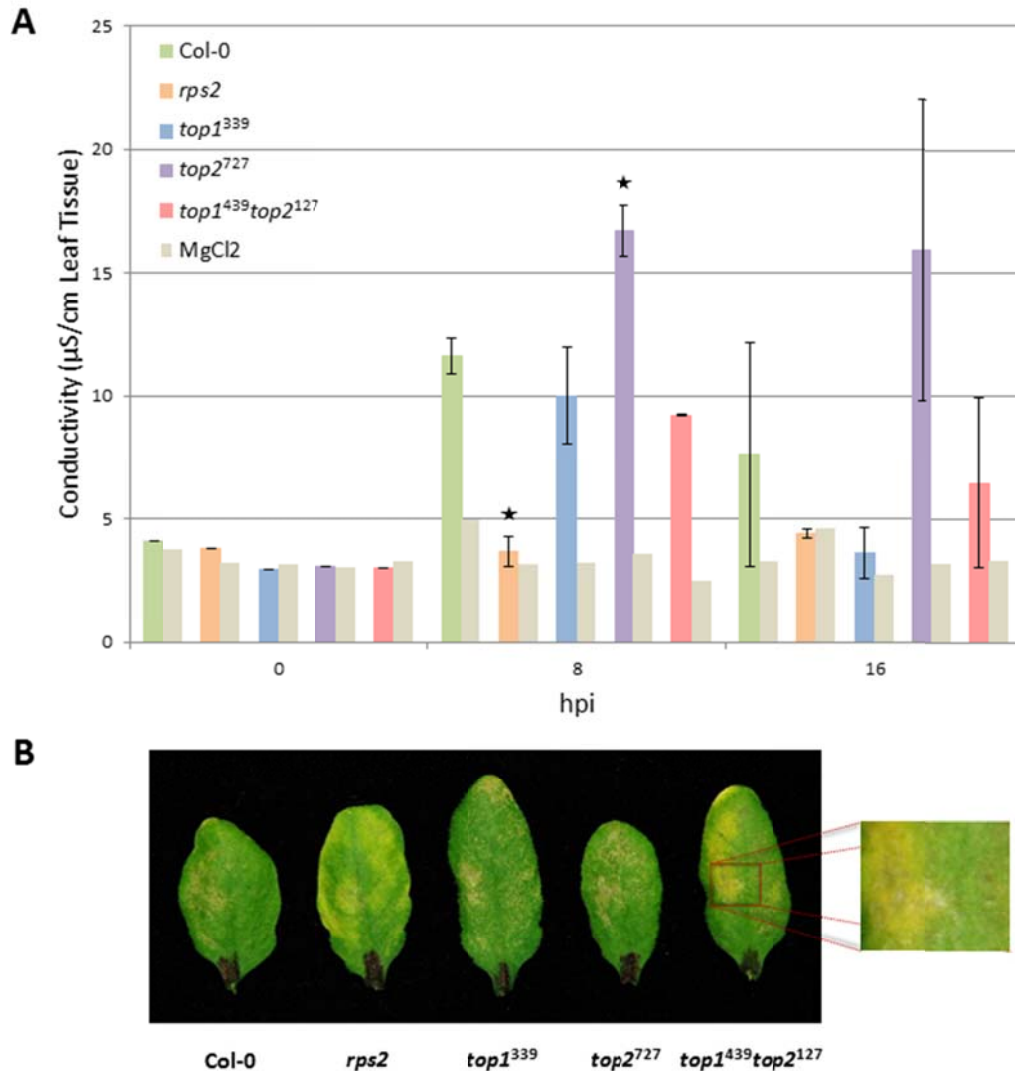 A
25
20
15
10
5
0
Conductivity (µS/cm Leaf Tissue)
Col-0
rps2
top1³³⁹
top2⁷²⁷
top1⁴³⁹top2¹²⁷
MgCl2
★
★
0 8 16
hpi
B
Col-0 rps2 top1³³⁹ top2⁷²⁷ top1⁴³⁹top2¹²⁷